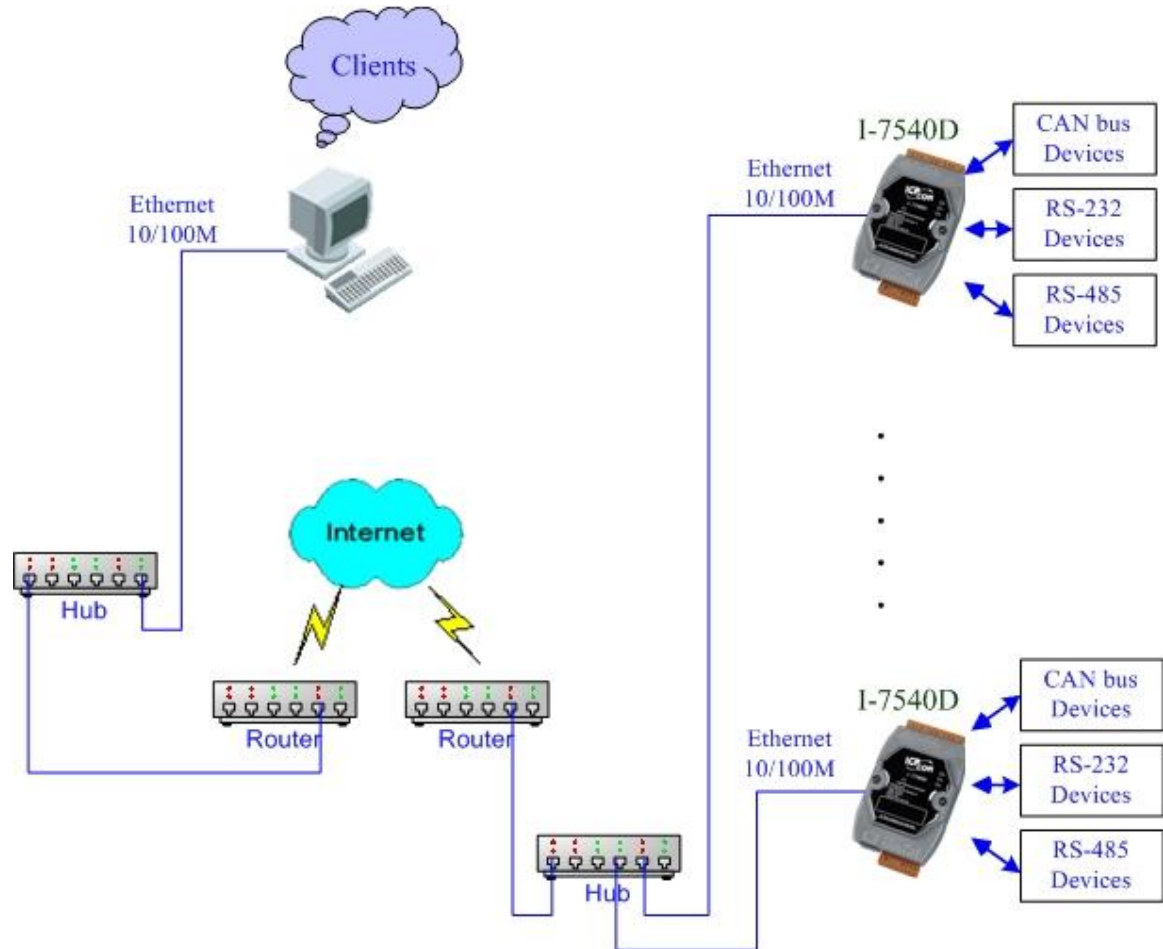 Clients
I-7540D
CAN bus
Devices
Ethernet
10/100M
Ethernet
10/100M
RS-232
Devices
RS-485
Devices
Internet
Hub
Router
Router
I-7540D
CAN bus
Devices
Ethernet
10/100M
RS-232
Devices
RS-485
Devices
Hub